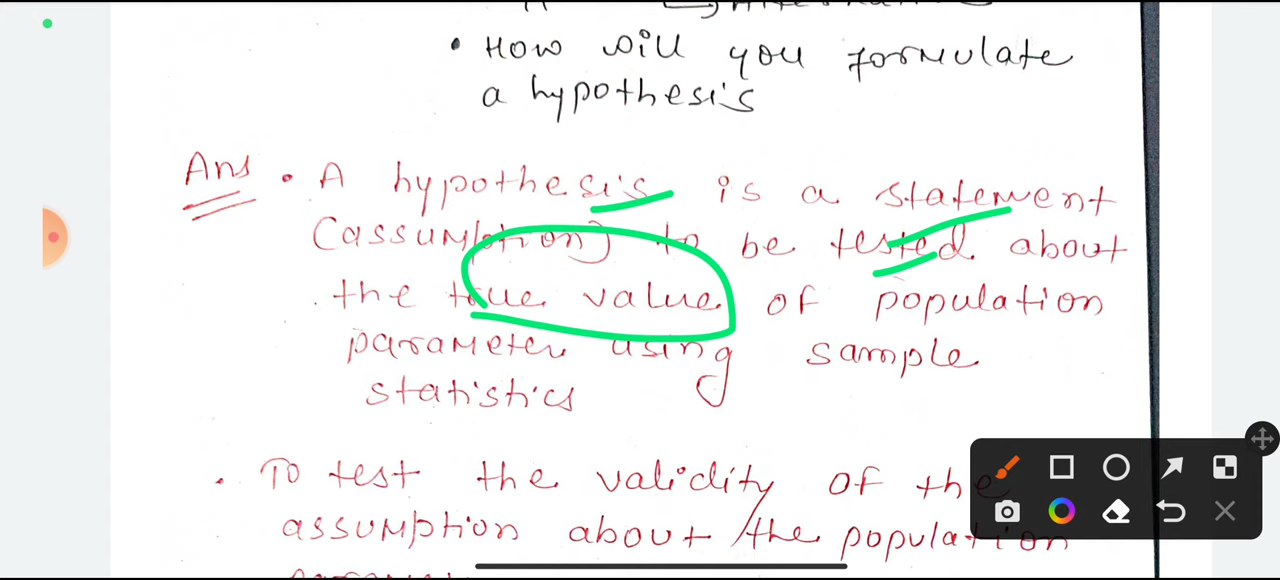 • How will you formulate
a hypothesis
Ans • A hypothesis is a statement
(assumption) to be tested about
the true value of population
parameter using sample
statistics
• To test the validity of the
assumption about the population